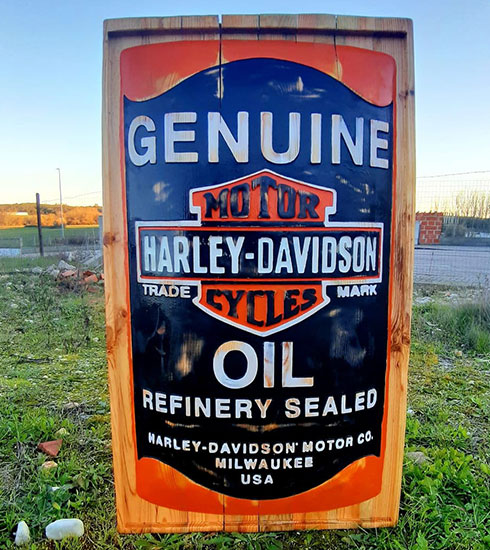 GENUINE
MOTOR
HARLEY-DAVIDSON
TRADE MARK
CYCLES
OIL
REFINERY SEALED
HARLEY-DAVIDSON MOTOR CO.
MILWAUKEE
USA